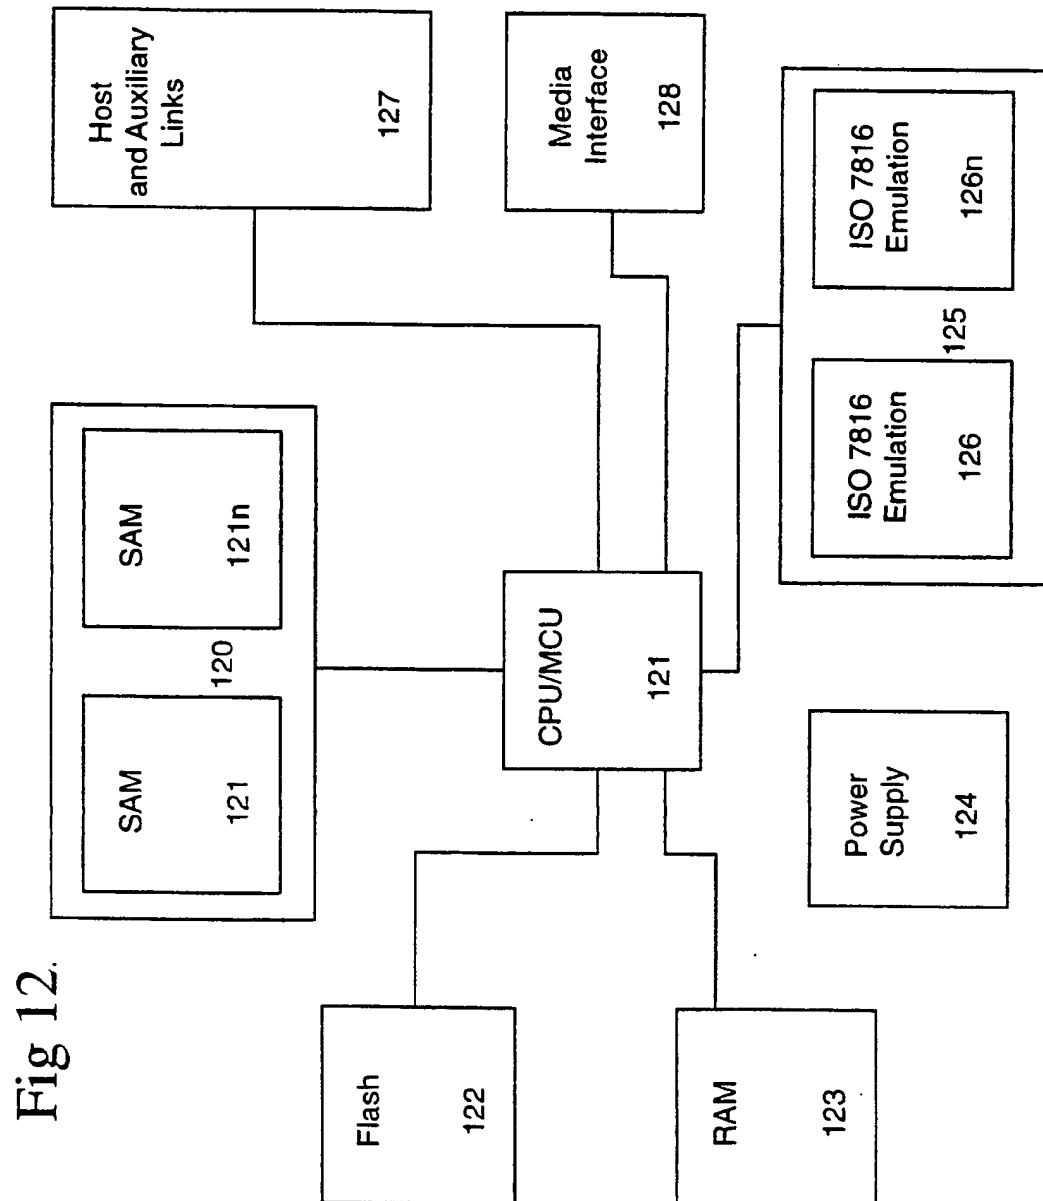 Fig 12.
SAM
121
120
SAM
121n
Host
and Auxiliary
Links
127
Flash
122
CPU/MCU
121
Media
Interface
128
RAM
123
Power
Supply
124
ISO 7816
Emulation
126
125
ISO 7816
Emulation
126n